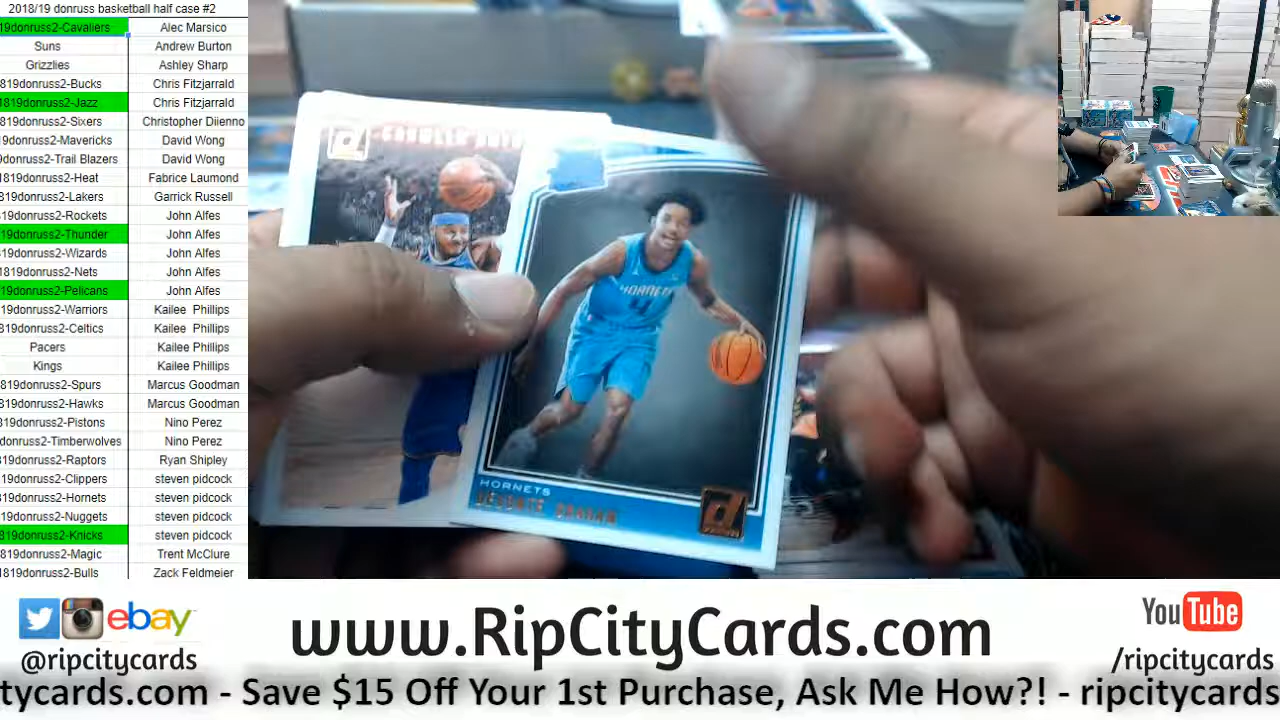 2018/19 donruss basketball half case #2
19donruss2-Cavaliers Alec Marsico
Suns Andrew Burton
Grizzlies Ashley Sharp
819donruss2-Bucks Chris Fitzjarrald
1819donruss2-Jazz Chris Fitzjarrald
819donruss2-Sixers Christopher Diienno
9donruss2-Mavericks David Wong
9donruss2-Trail Blazers David Wong
819donruss2-Heat Fabrice Laumond
819donruss2-Lakers Garrick Russell
19donruss2-Rockets John Alfes
19donruss2-Thunder John Alfes
19donruss2-Wizards John Alfes
1819donruss2-Nets John Alfes
19donruss2-Pelicans John Alfes
19donruss2-Warriors Kailee Phillips
819donruss2-Celtics Kailee Phillips
Pacers Kailee Phillips
Kings Kailee Phillips
819donruss2-Spurs Marcus Goodman
819donruss2-Hawks Marcus Goodman
19donruss2-Pistons Nino Perez
donruss2-Timberwolves Nino Perez
819donruss2-Raptors Ryan Shipley
19donruss2-Clippers steven pidcock
819donruss2-Hornets steven pidcock
19donruss2-Nuggets steven pidcock
819donruss2-Knicks steven pidcock
819donruss2-Magic Trent McClure
1819donruss2-Bulls Zack Feldmeier
HORNETS
4
HORNETS
DEVONTE GRAHAM
ebay
@ripcitycards
www.RipCityCards.com
YouTube
/ripcitycards
tycards.com - Save $15 Off Your 1st Purchase, Ask Me How?! - ripcitycards